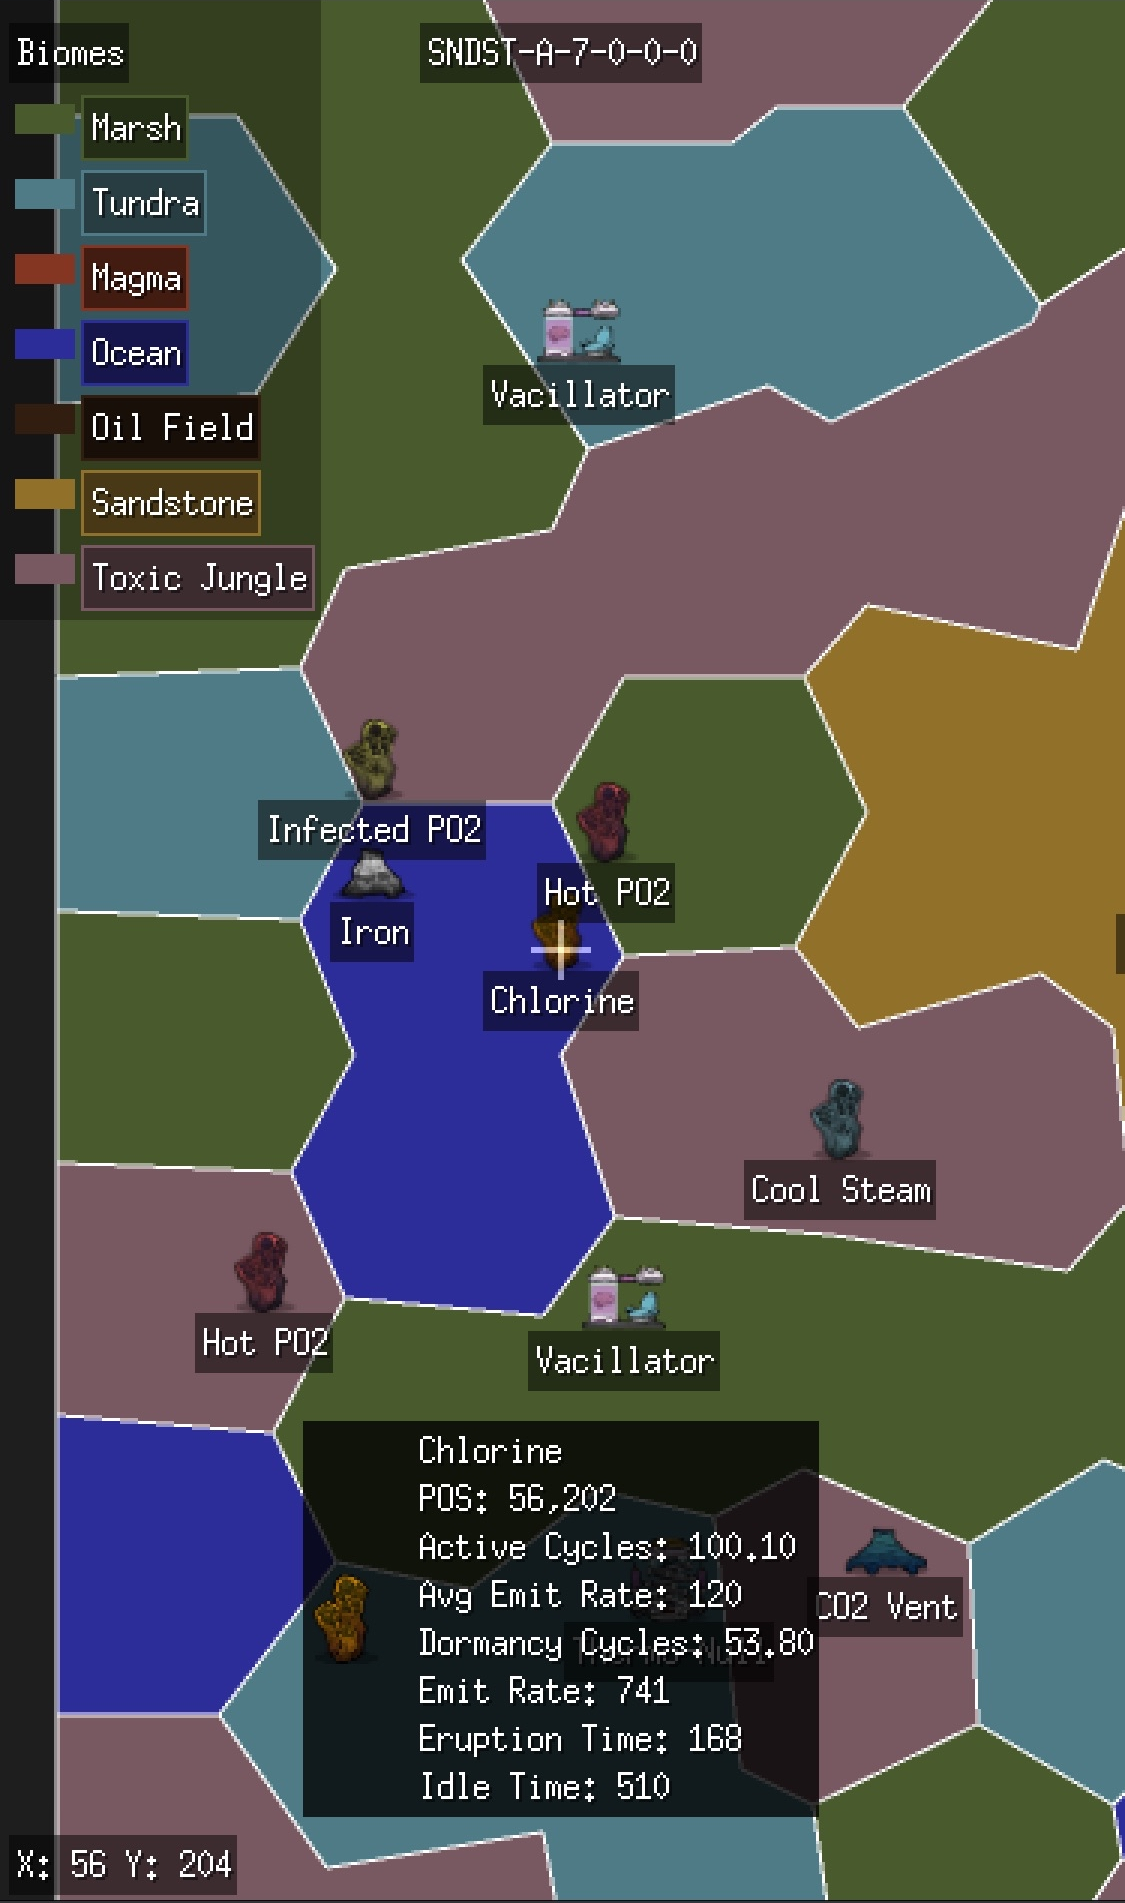 Biomes
SNDST-A-7-0-0-0
Marsh
Tundra
Magma
Ocean
Oil Field
Sandstone
Toxic Jungle
Vacillator
Infected PO2
Hot PO2
Iron
Chlorine
Cool Steam
Hot PO2
Vacillator
Chlorine
POS: 56,202
Active Cycles: 100.10
Avg Emit Rate: 120
CO2 Vent
Dormancy Cycles: 53.80
Emit Rate: 741
Eruption Time: 168
Idle Time: 510
X: 56 Y: 204